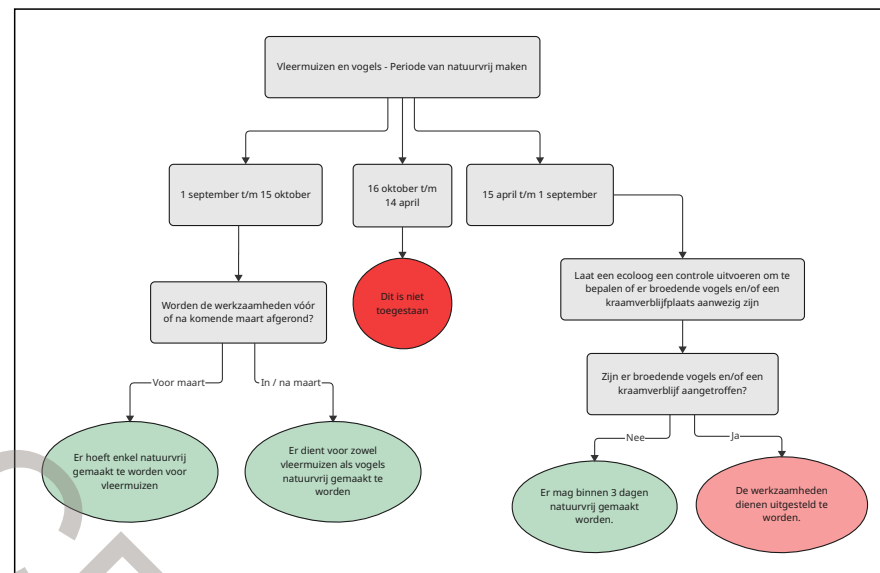 Vleermuizen en vogels - Periode van natuurvrij maken
1 september t/m 15 oktober
16 oktober t/m
14 april
15 april t/m 1 september
Worden de werkzaamheden vóór
of na komende maart afgerond?
Dit is niet
toegestaan
Laat een ecoloog een controle uitvoeren om te
bepalen of er broedende vogels en/of een
kraamverblijfplaats aanwezig zijn
Zijn er broedende vogels en/of een
kraamverblijf aangetroffen?
Voor maart
In / na maart
Nee
Ja
Er hoeft enkel natuurvrij
gemaakt te worden voor
vleermuizen
Er dient voor zowel
vleermuizen als vogels
natuurvrij gemaakt te
worden
Er mag binnen 3 dagen
natuurvrij gemaakt
worden.
De werkzaamheden
dienen uitgesteld te
worden.